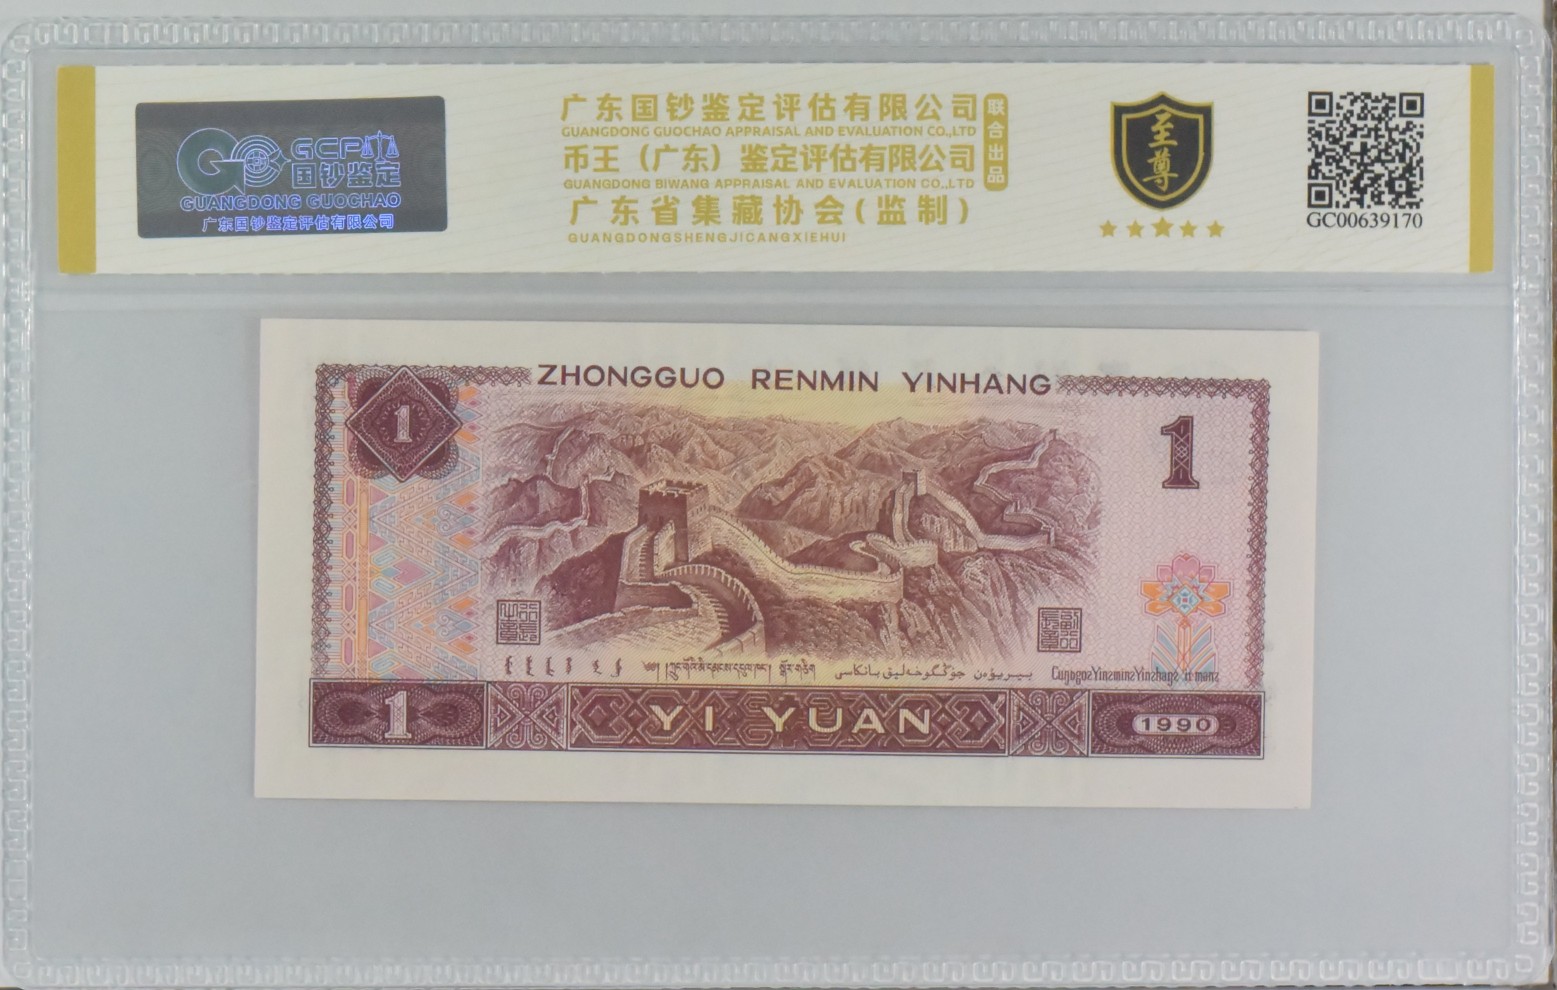 GCP
国钞鉴定
GUANGDONG GUOCHAO
广东国钞鉴定评估有限公司
广东国钞鉴定评估有限公司
GUANGDONG GUOCHAO APPRAISAL AND EVALUATION CO.,LTD
币王（广东）鉴定评估有限公司
GUANGDONG BIWANG APPRAISAL AND EVALUATION CO.,LTD
广东省集藏协会(监制)
GUANGDONGSHENGJICANGXIEHUI
联合出品
至尊
GC00639170
ZHONGGUO RENMIN YINHANG
1
1
1
YI YUAN
1990